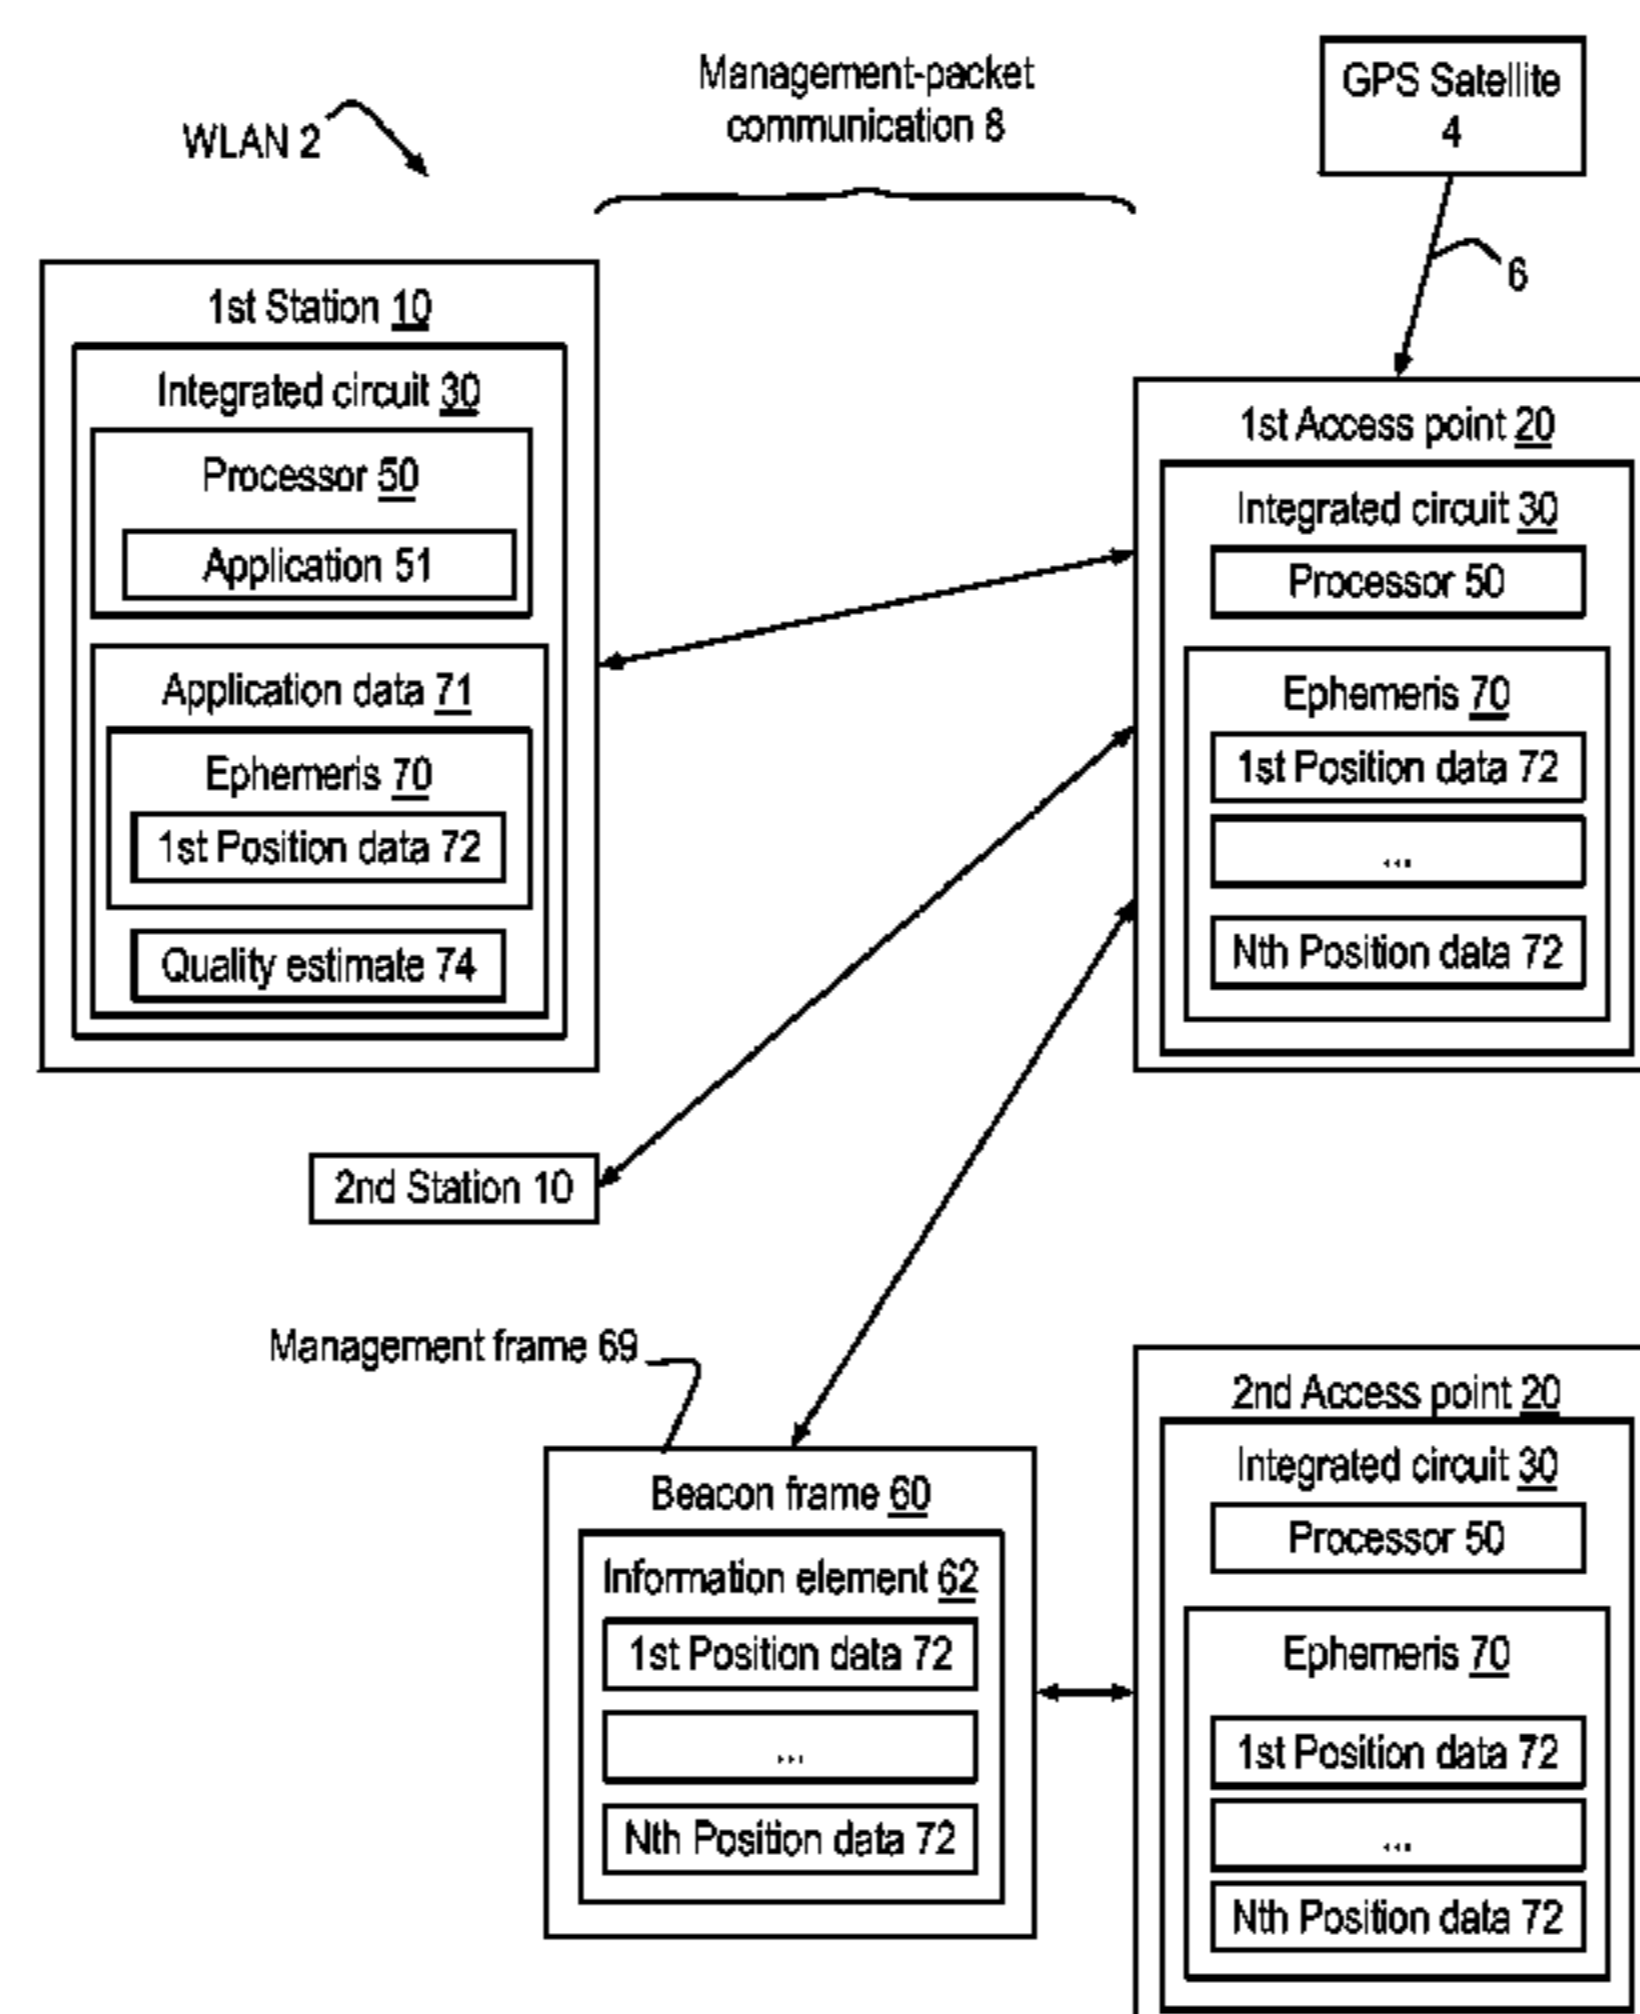 Management-packet
communication 8
GPS Satellite
4
WLAN 2
6
1st Station 10
Integrated circuit 30
Processor 50
Application 51
Application data 71
Ephemeris 70
1st Position data 72
Quality estimate 74
1st Access point 20
Integrated circuit 30
Processor 50
Ephemeris 70
1st Position data 72
...
Nth Position data 72
2nd Station 10
Management frame 69
Beacon frame 60
Information element 62
1st Position data 72
...
Nth Position data 72
2nd Access point 20
Integrated circuit 30
Processor 50
Ephemeris 70
1st Position data 72
...
Nth Position data 72